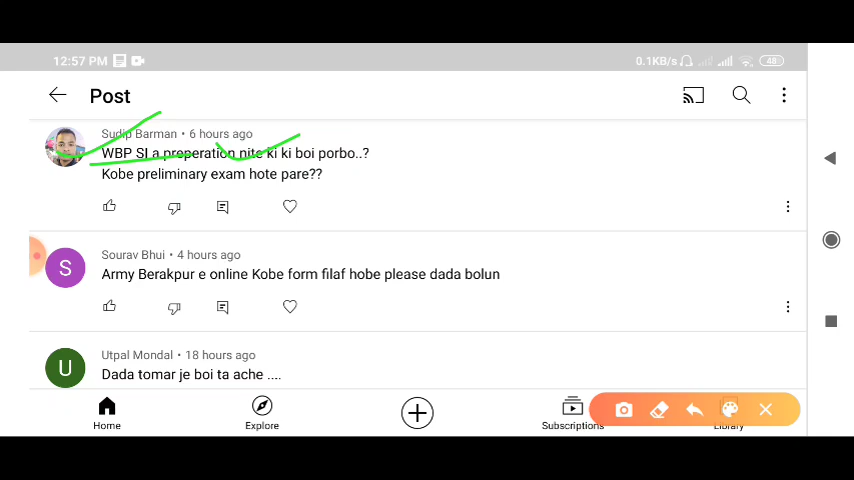 12:57 PM
0.1KB/s
48
Post
Sudip Barman • 6 hours ago
WBP SI a preperation nite ki ki boi porbo..?
Kobe preliminary exam hote pare??
S
Sourav Bhui • 4 hours ago
Army Berakpur e online Kobe form filaf hobe please dada bolun
U
Utpal Mondal • 18 hours ago
Dada tomar je boi ta ache ....
Home
Explore
Subscriptions
Library